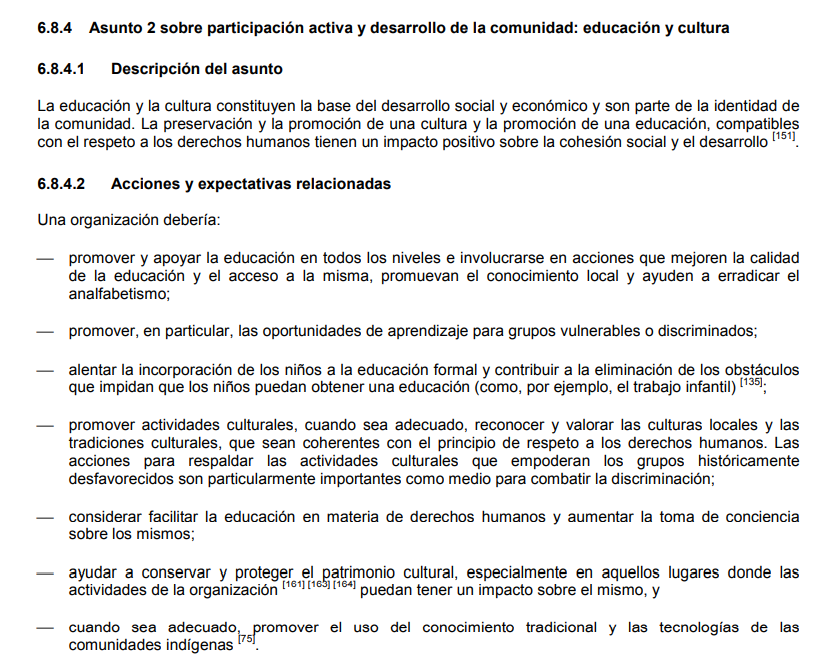 6.8.4 Asunto 2 sobre participación activa y desarrollo de la comunidad: educación y cultura
6.8.4.1 Descripción del asunto
La educación y la cultura constituyen la base del desarrollo social y económico y son parte de la identidad de
la comunidad. La preservación y la promoción de una cultura y la promoción de una educación, compatibles
con el respeto a los derechos humanos tienen un impacto positivo sobre la cohesión social y el desarrollo [151].
6.8.4.2 Acciones y expectativas relacionadas
Una organización debería:
— promover y apoyar la educación en todos los niveles e involucrarse en acciones que mejoren la calidad
de la educación y el acceso a la misma, promuevan el conocimiento local y ayuden a erradicar el
analfabetismo;
— promover, en particular, las oportunidades de aprendizaje para grupos vulnerables o discriminados;
— alentar la incorporación de los niños a la educación formal y contribuir a la eliminación de los obstáculos
que impidan que los niños puedan obtener una educación (como, por ejemplo, el trabajo infantil) [135];
— promover actividades culturales, cuando sea adecuado, reconocer y valorar las culturas locales y las
tradiciones culturales, que sean coherentes con el principio de respeto a los derechos humanos. Las
acciones para respaldar las actividades culturales que empoderan los grupos históricamente
desfavorecidos son particularmente importantes como medio para combatir la discriminación;
— considerar facilitar la educación en materia de derechos humanos y aumentar la toma de conciencia
sobre los mismos;
— ayudar a conservar y proteger el patrimonio cultural, especialmente en aquellos lugares donde las
actividades de la organización [161] [163] [164] puedan tener un impacto sobre el mismo, y
— cuando sea adecuado, promover el uso del conocimiento tradicional y las tecnologías de las
comunidades indígenas [75].